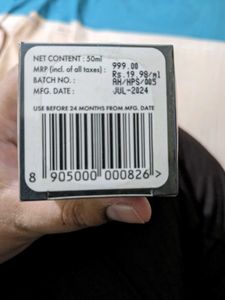 NET CONTENT : 50ml
MRP (incl. of all taxes) : 999.00
Rs.19.98/ml
BATCH NO. : AH/HPS/005
MFG. DATE : JUL-2024
USE BEFORE 24 MONTHS FROM MFG. DATE
8 905000 000826 >